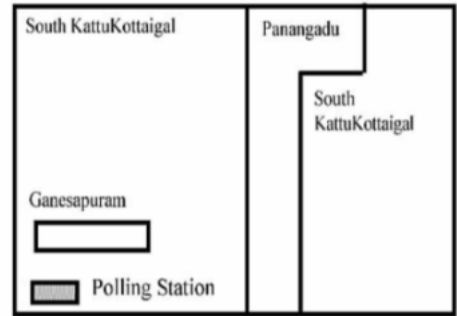 South KattuKottaigal
Panangadu
South
KattuKottaigal
Ganesapuram
Polling Station